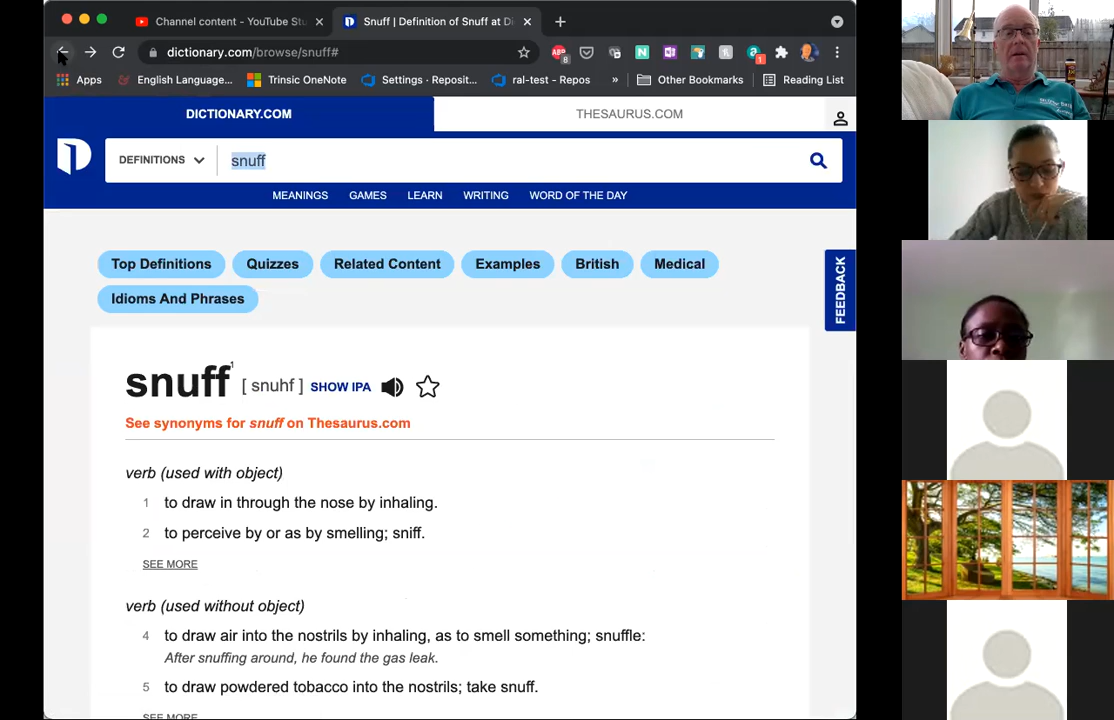 Channel content - YouTube Stu
Snuff | Definition of Snuff at Di
dictionary.com/browse/snuff#
ABP
8
N
a
1
Apps
English Language...
Trinsic OneNote
Settings - Reposit...
ral-test - Repos
»
Other Bookmarks
Reading List
DICTIONARY.COM
THESAURUS.COM
DEFINITIONS
snuff
MEANINGS
GAMES
LEARN
WRITING
WORD OF THE DAY
Top Definitions
Quizzes
Related Content
Examples
British
Medical
Idioms And Phrases
FEEDBACK
snuff1
[ snuhf ]
SHOW IPA
See synonyms for snuff on Thesaurus.com
verb (used with object)
1 to draw in through the nose by inhaling.
2 to perceive by or as by smelling; sniff.
SEE MORE
verb (used without object)
4 to draw air into the nostrils by inhaling, as to smell something; snuffle:
After snuffing around, he found the gas leak.
5 to draw powdered tobacco into the nostrils; take snuff.
SEE MORE